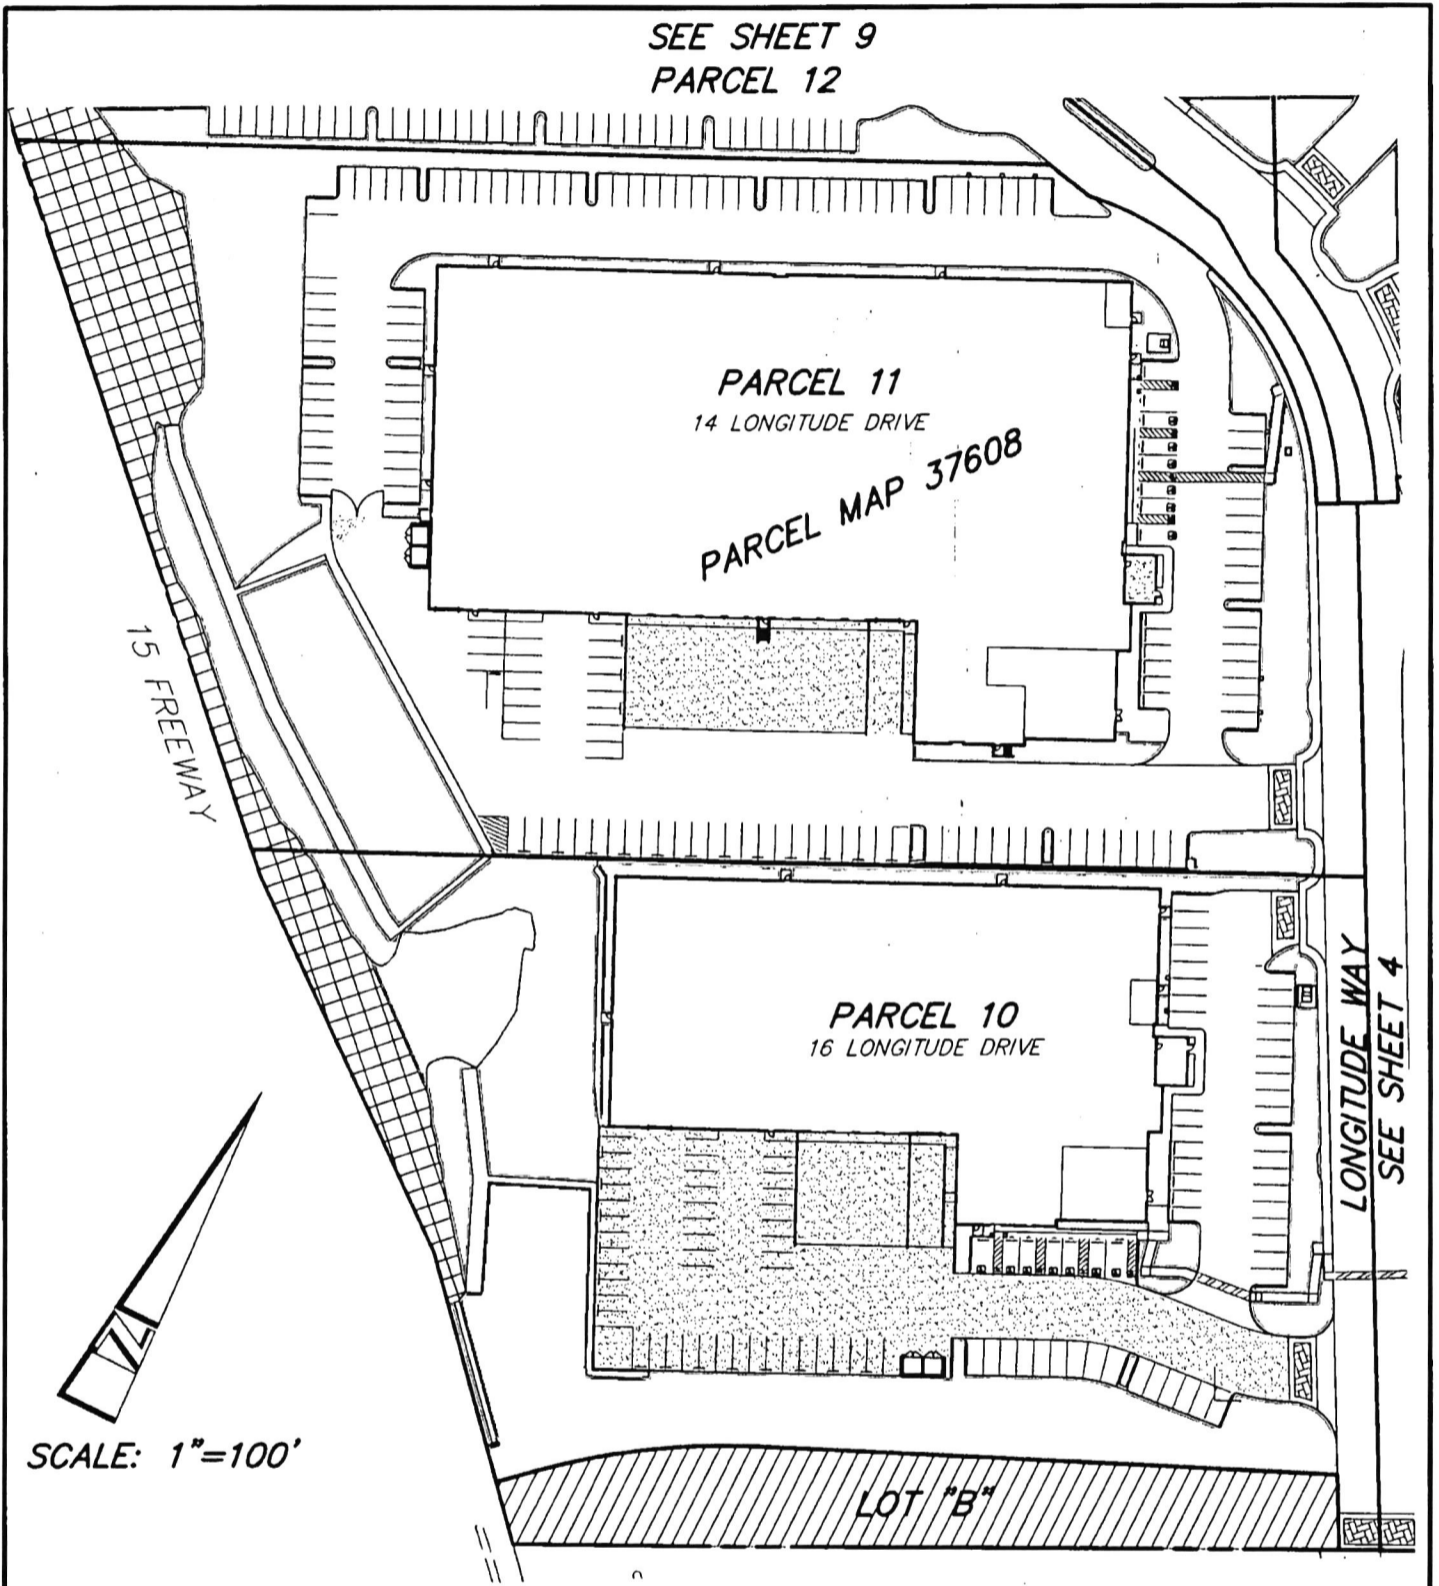 SEE SHEET 9
PARCEL 12
PARCEL 11
14 LONGITUDE DRIVE
PARCEL MAP 37608
15 FREEWAY
PARCEL 10
16 LONGITUDE DRIVE
LONGITUDE WAY
SEE SHEET 4
SCALE: 1"=100'
LOT "B"